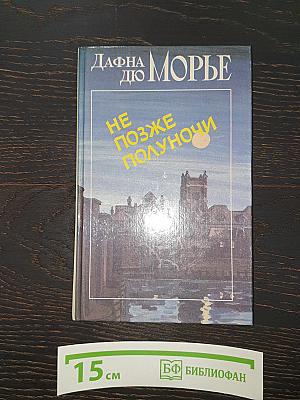 ДАФНА
ДЮ МОРЬЕ
НЕ
ПОЗЖЕ
ПОЛУНОЧИ
15 см
БФ БИБЛИОФАН